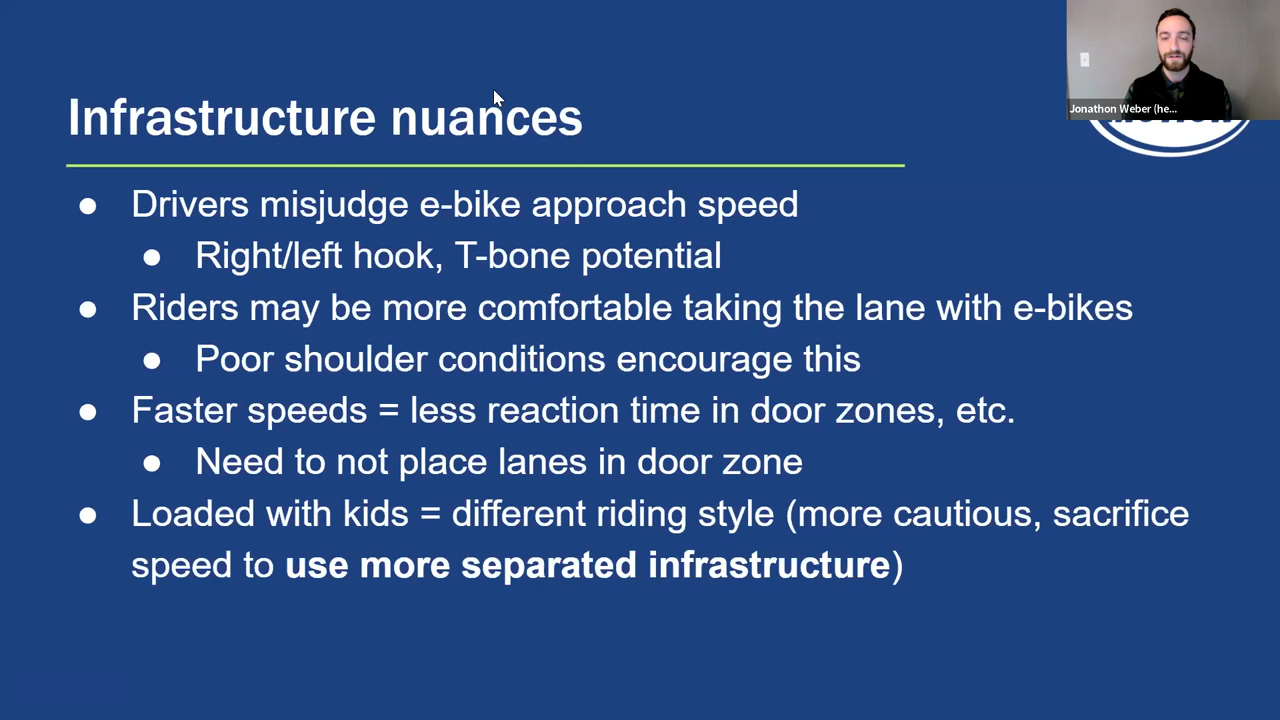 Infrastructure nuances
Jonathon Weber (he...
● Drivers misjudge e-bike approach speed
● Right/left hook, T-bone potential
● Riders may be more comfortable taking the lane with e-bikes
● Poor shoulder conditions encourage this
● Faster speeds = less reaction time in door zones, etc.
● Need to not place lanes in door zone
● Loaded with kids = different riding style (more cautious, sacrifice
speed to use more separated infrastructure)